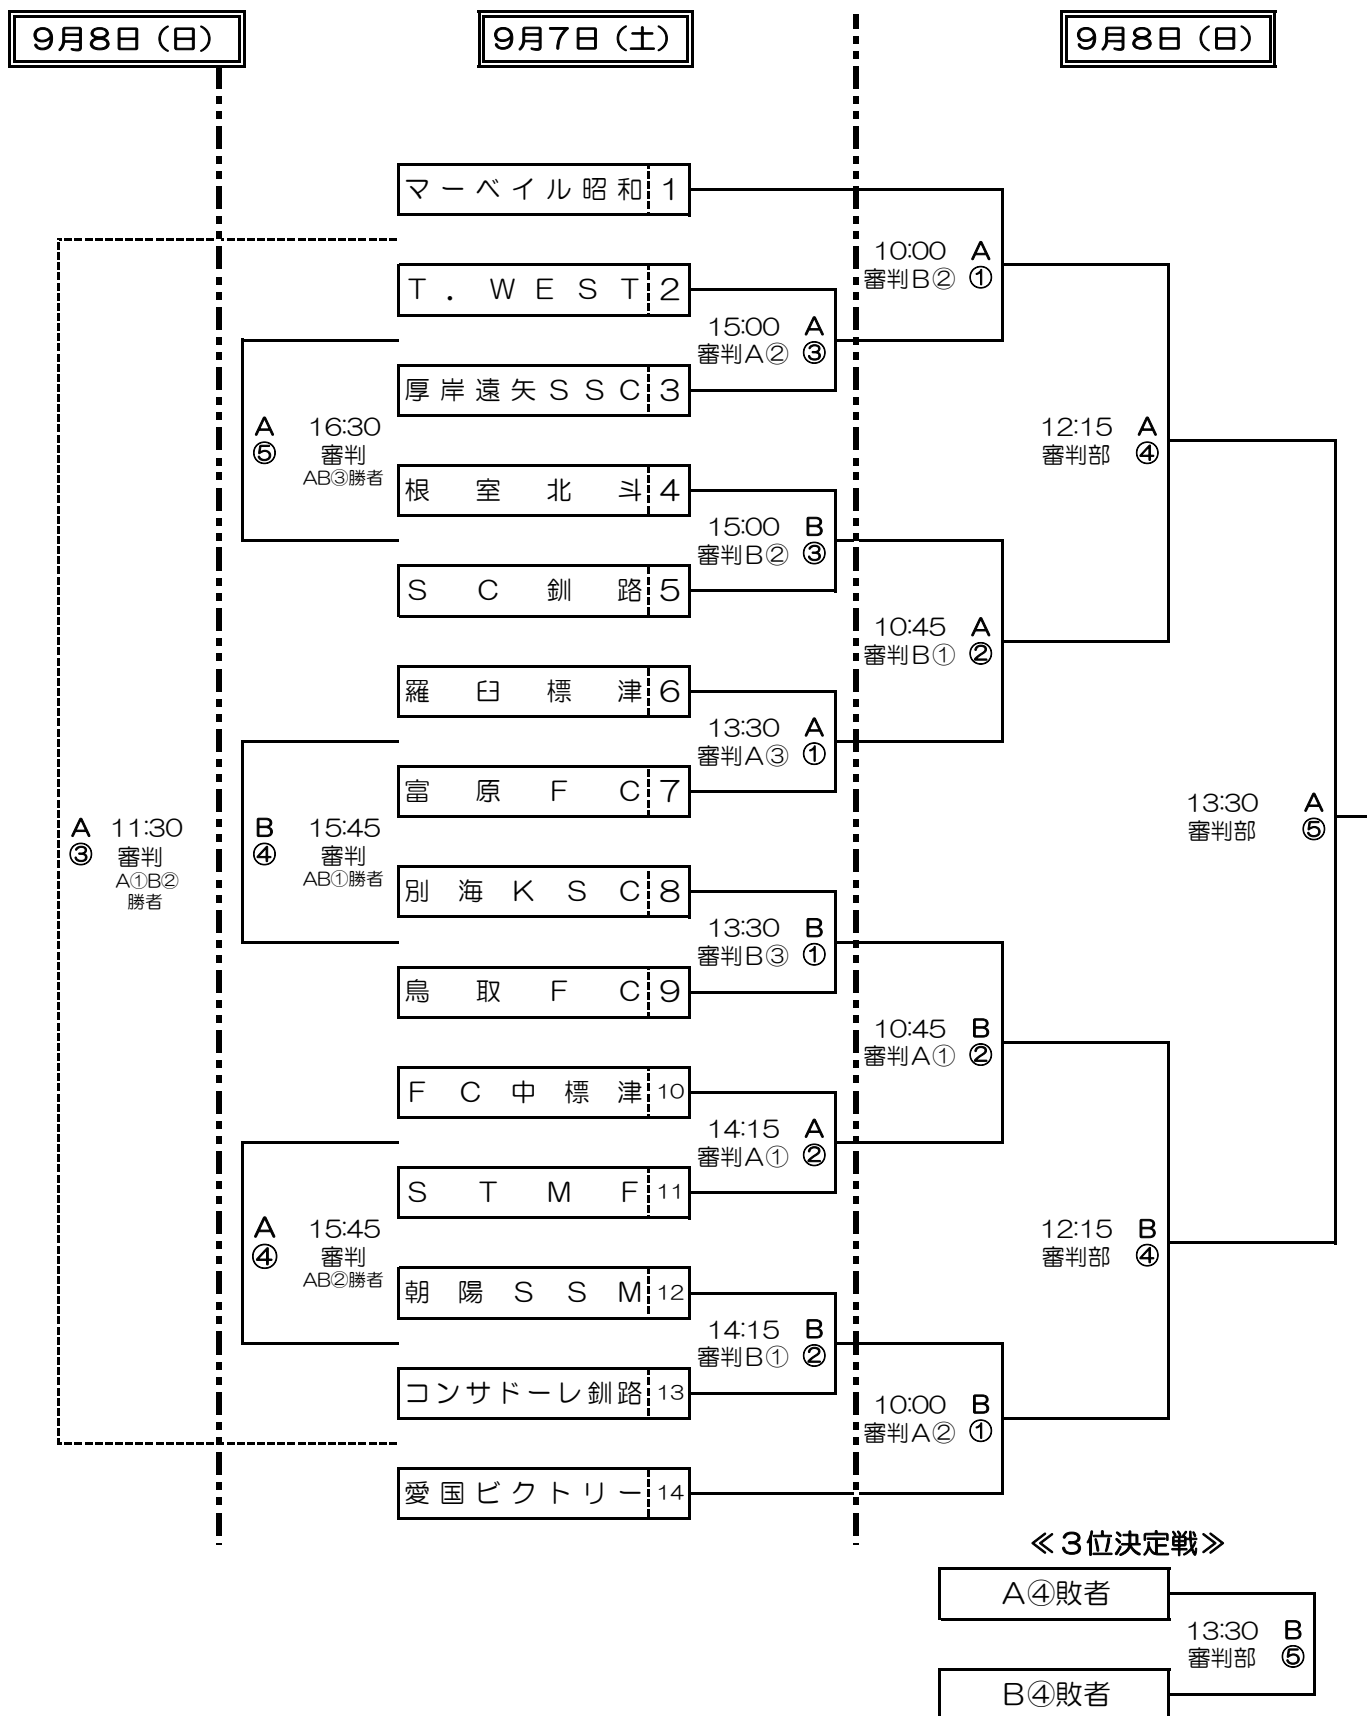 9月8日（日）
9月7日（土）
9月8日（日）
マーベイル昭和 1
10:00 A
審判B② ①
T．WEST 2
15:00 A
審判A② ③
厚岸遠矢SSC 3
A 16:30
⑤ 審判
AB③勝者
12:15 A
審判部 ④
根室北斗 4
15:00 B
審判B② ③
SC釧路 5
10:45 A
審判B① ②
羅臼標津 6
13:30 A
審判A③ ①
富原FC 7
A 11:30
③ 審判
A①B②
勝者
B 15:45
④ 審判
AB①勝者
13:30 A
審判部 ⑤
別海KSC 8
13:30 B
審判B③ ①
鳥取FC 9
10:45 B
審判A① ②
FC中標津 10
14:15 A
審判A① ②
STMF 11
A 15:45
④ 審判
AB②勝者
12:15 B
審判部 ④
朝陽SSM 12
14:15 B
審判B① ②
コンサドーレ釧路 13
10:00 B
審判A② ①
愛国ビクトリー 14
≪３位決定戦≫
A④敗者
13:30 B
審判部 ⑤
B④敗者